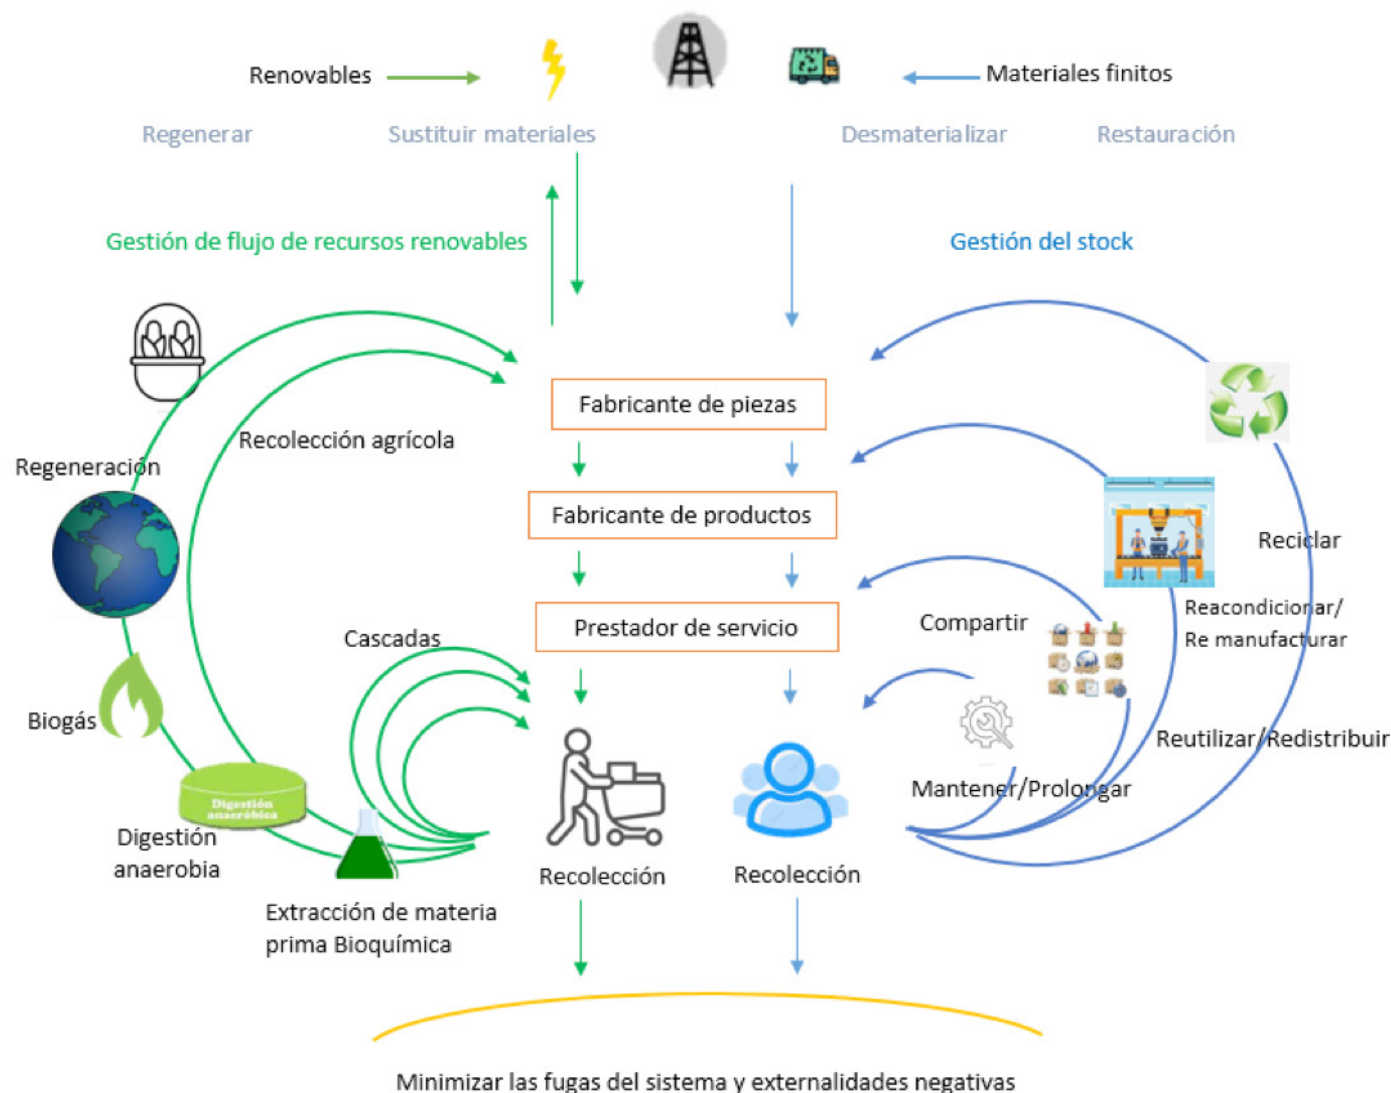 Renovables
Materiales finitos
Regenerar
Sustituir materiales
Desmaterializar
Restauración
Gestión de flujo de recursos renovables
Gestión del stock
Fabricante de piezas
Recolección agrícola
Regeneración
Fabricante de productos
Reciclar
Reacondicionar/
Re manufacturar
Compartir
Prestador de servicio
Cascadas
Biogás
Reutilizar/Redistribuir
Mantener/Prolongar
Digestión
anaeróbica
Digestión
anaerobia
Recolección
Recolección
Extracción de materia
prima Bioquímica
Minimizar las fugas del sistema y externalidades negativas